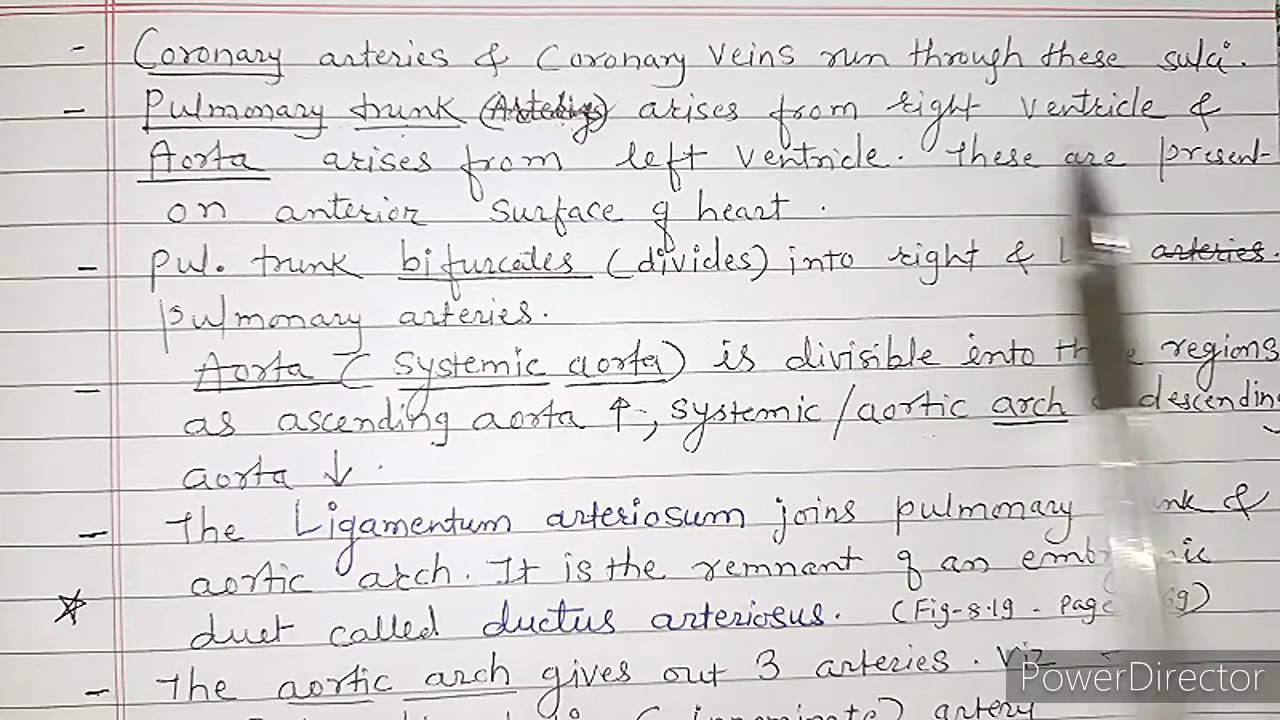 - Coronary arteries & Coronary veins run through these sulci.
- Pulmonary trunk (Arteries) arises from right ventricle &
Aorta arises from left ventricle. These are present
on anterior surface of heart.
- Pul. trunk bifurcates (divides) into right & arteries.
pulmonary arteries.
- Aorta (Systemic aorta) is divisible into regions
as ascending aorta ↑, systemic/aortic arch descending
aorta ↓.
- The Ligamentum arteriosum joins pulmonary &
aortic arch. It is the remnant of an
☆ duct called ductus arteriosus. (Fig-8.19 - page
- The aortic arch gives out 3 arteries. Viz -
(innominate) artery
PowerDirector